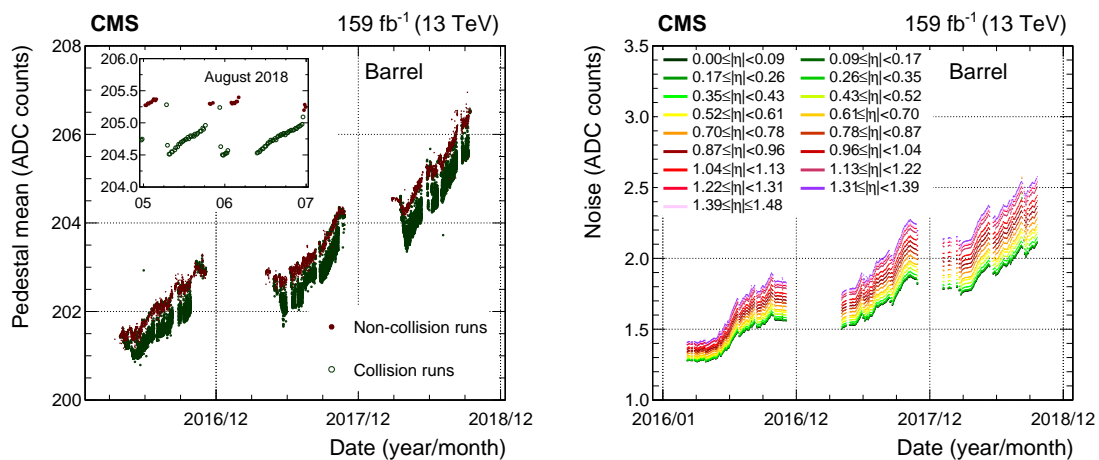 CMS 159 fb⁻¹ (13 TeV)
Pedestal mean (ADC counts)
208
206
204
202
200
Barrel
August 2018
206.0
205.5
205.0
204.5
204.0
05 06 07
Non-collision runs
Collision runs
2016/12 2017/12 2018/12
Date (year/month)
CMS 159 fb⁻¹ (13 TeV)
Noise (ADC counts)
3.5
3.0
2.5
2.0
1.5
1.0
Barrel
0.00≤|η|<0.09 0.09≤|η|<0.17
0.17≤|η|<0.26 0.26≤|η|<0.35
0.35≤|η|<0.43 0.43≤|η|<0.52
0.52≤|η|<0.61 0.61≤|η|<0.70
0.70≤|η|<0.78 0.78≤|η|<0.87
0.87≤|η|<0.96 0.96≤|η|<1.04
1.04≤|η|<1.13 1.13≤|η|<1.22
1.22≤|η|<1.31 1.31≤|η|<1.39
1.39≤|η|≤1.48
2016/01 2016/12 2017/12 2018/12
Date (year/month)